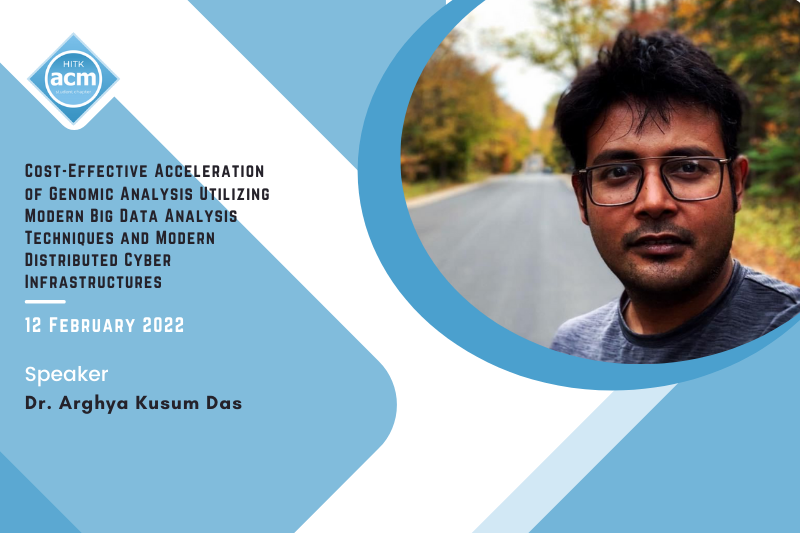 HITK
acm
Cost-Effective Acceleration
of Genomic Analysis Utilizing
Modern Big Data Analysis
Techniques and Modern
Distributed Cyber
Infrastructures
12 February 2022
Speaker
Dr. Arghya Kusum Das